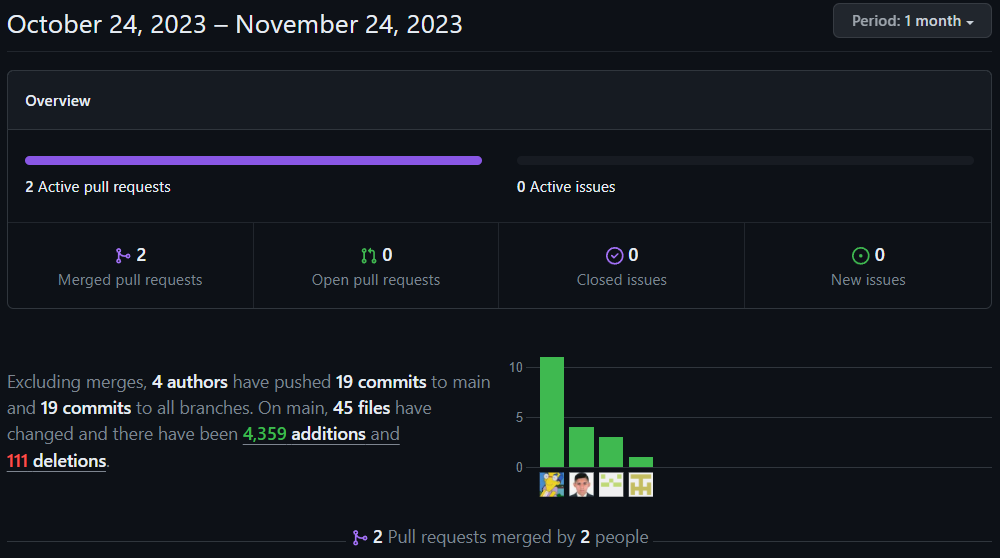 October 24, 2023 – November 24, 2023
Period: 1 month
Overview
2 Active pull requests
0 Active issues
2
Merged pull requests
0
Open pull requests
0
Closed issues
0
New issues
Excluding merges, 4 authors have pushed 19 commits to main
and 19 commits to all branches. On main, 45 files have
changed and there have been 4,359 additions and
111 deletions.
10
5
0
2 Pull requests merged by 2 people